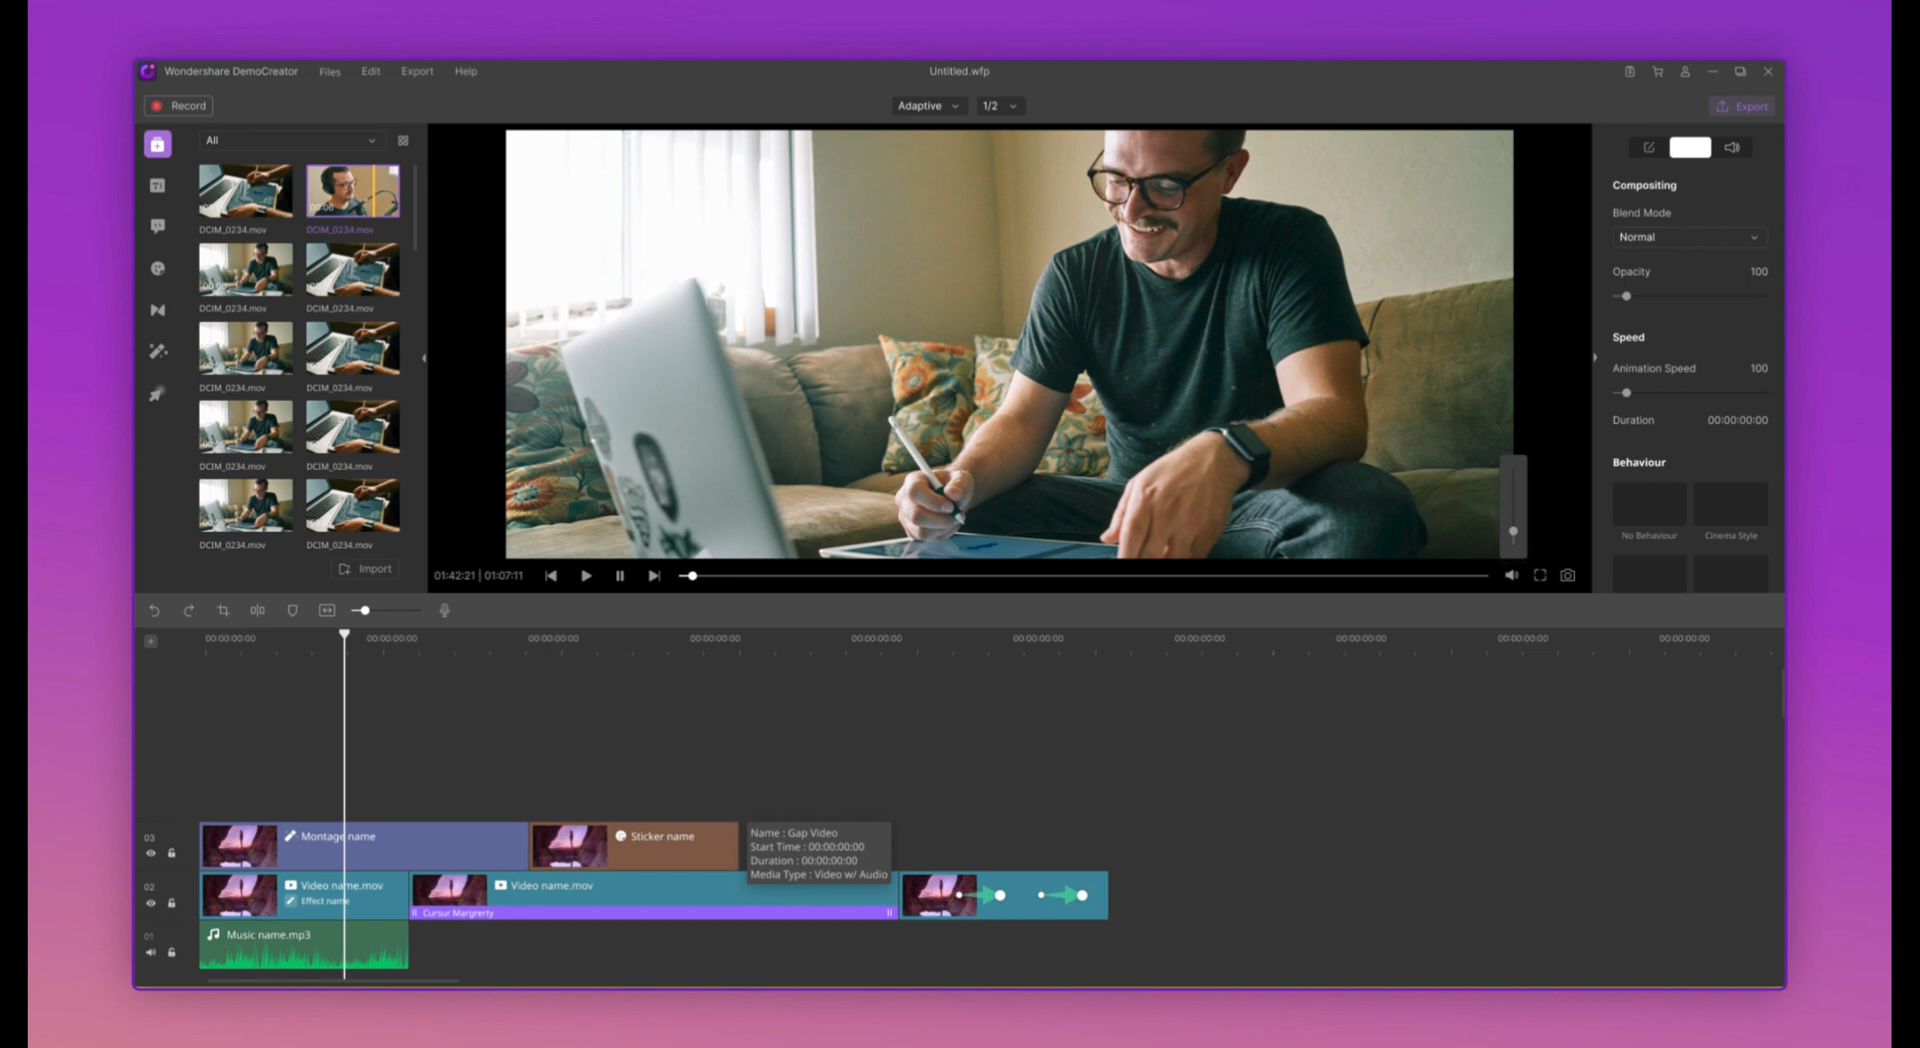 Wondershare DemoCreator Files Edit Export Help
Untitled.wfp
Record
Adaptive 1/2
Export
All
DCIM_0234.mov DCIM_0234.mov
00:06
DCIM_0234.mov DCIM_0234.mov
DCIM_0234.mov DCIM_0234.mov
DCIM_0234.mov DCIM_0234.mov
DCIM_0234.mov DCIM_0234.mov
Import
01:42:21 | 01:07:11
Compositing
Blend Mode
Normal
Opacity 100
Speed
Animation Speed 100
Duration 00:00:00:00
Behaviour
No Behaviour Cinema Style
00:00:00:00 00:00:00:00 00:00:00:00 00:00:00:00 00:00:00:00 00:00:00:00 00:00:00:00 00:00:00:00 00:00:00:00 00:00:00:00
03
Montage name
Sticker name
Name : Gap Video
Start Time : 00:00:00:00
Duration : 00:00:00:00
Media Type : Video w/ Audio
02
Video name.mov
Effect name
Video name.mov
Cursur Margrerty
01
Music name.mp3